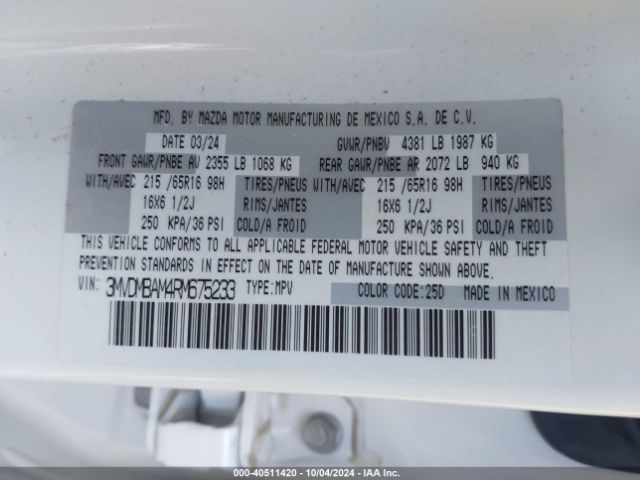 MFD. BY MAZDA MOTOR MANUFACTURING DE MEXICO S.A. DE C.V.
DATE 03/24 GVWR/PNBV 4381 LB 1987 KG
FRONT GAWR/PNBE AV 2355 LB 1068 KG REAR GAWR/PNBE AR 2072 LB 940 KG
WITH/AVEC 215 /65R16 98H TIRES/PNEUS WITH/AVEC 215 /65R16 98H TIRES/PNEUS
16X6 1/2J RIMS/JANTES 16X6 1/2J RIMS/JANTES
250 KPA/36 PSI COLD/A FROID 250 KPA/36 PSI COLD/A FROID
THIS VEHICLE CONFORMS TO ALL APPLICABLE FEDERAL MOTOR VEHICLE SAFETY AND THEFT
PREVENTION STANDARDS IN EFFECT ON THE DATE OF MANUFACTURE SHOWN ABOVE.
VIN: 3MVDMBAM4RM675233 TYPE:MPV COLOR CODE:25D MADE IN MEXICO
000-40511420 - 10/04/2024 - IAA Inc.